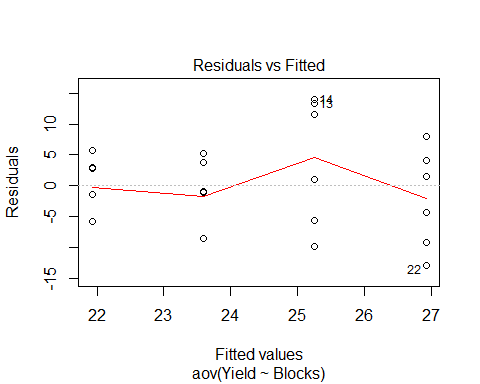 Residuals vs Fitted
Residuals
10
5
0
-5
-15
14
13
22
22 23 24 25 26 27
Fitted values
aov(Yield ~ Blocks)